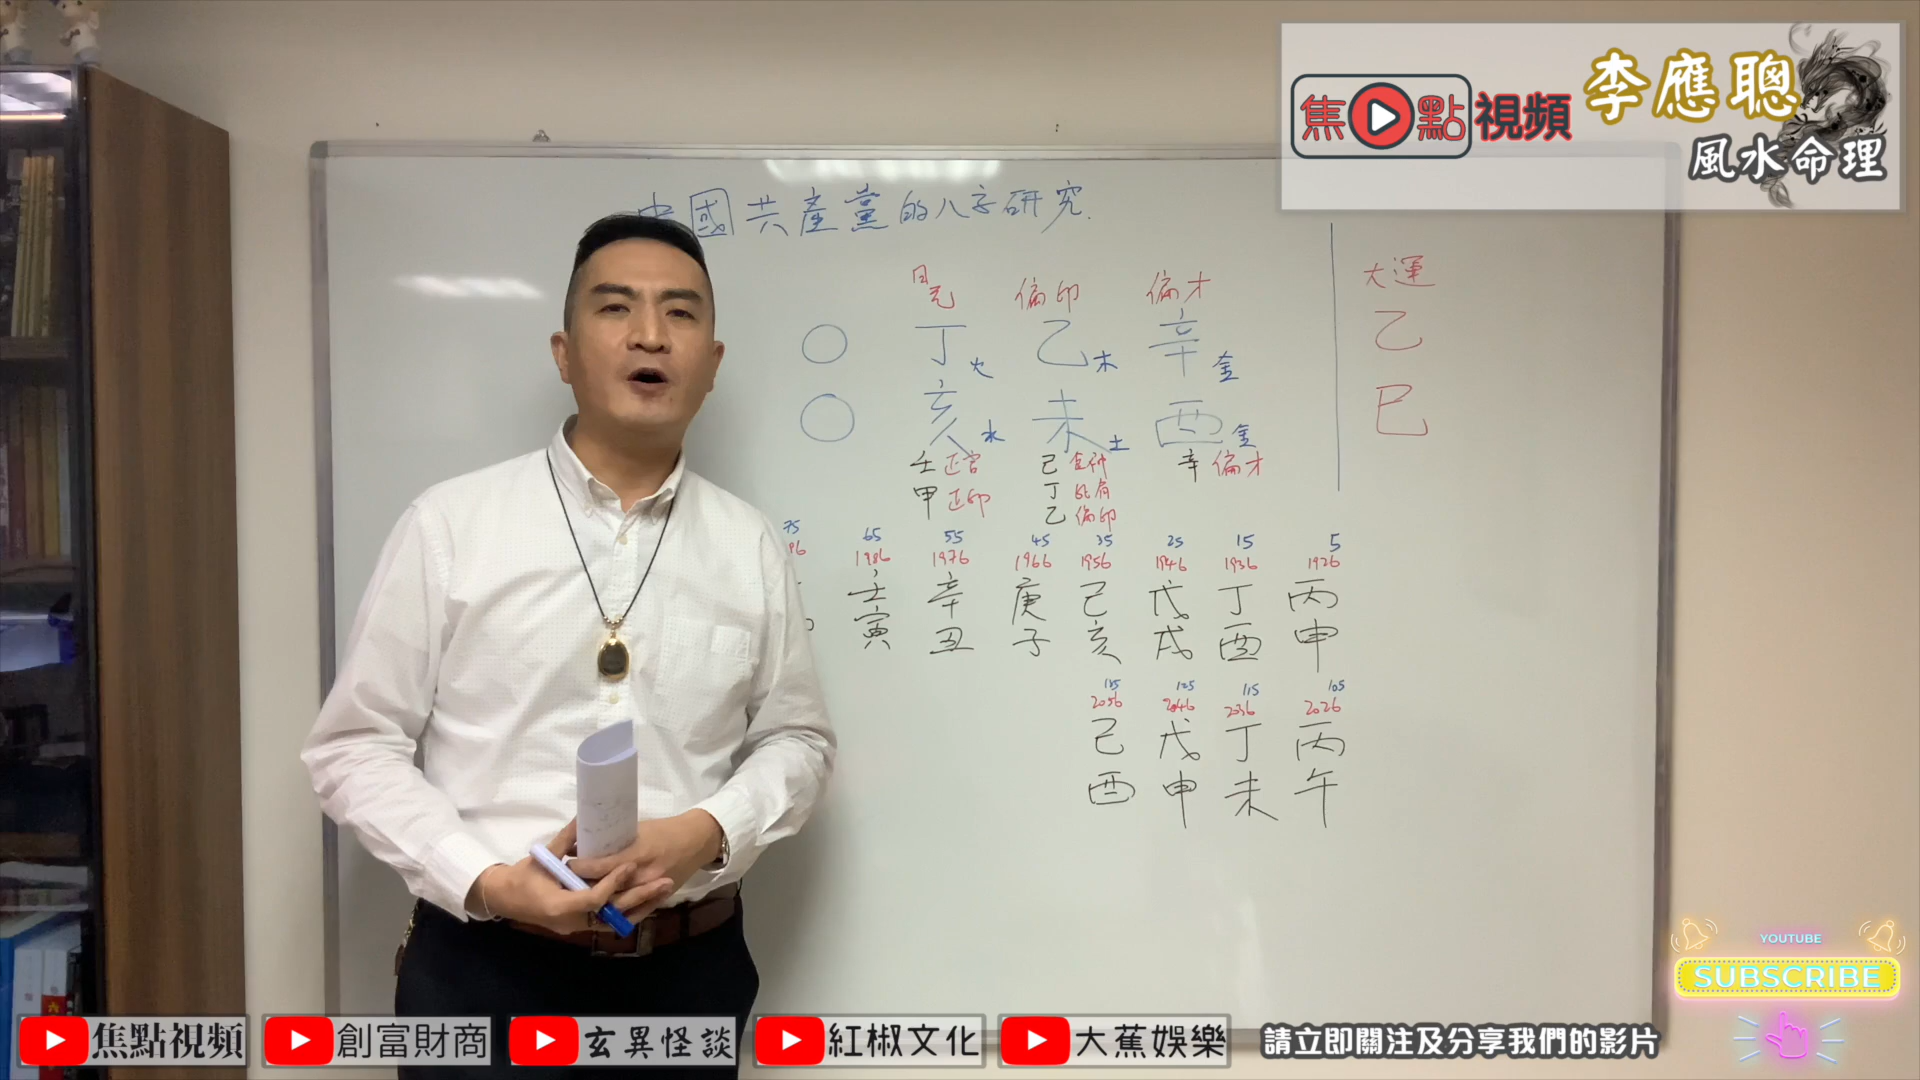 焦點視頻
李應聰
風水命理
中國共產黨的八字研究.
日元 偏印 偏才 大運
丁火 乙木 辛金 乙
亥水 未土 酉金 巳
壬正官 己食神 辛偏才
甲正印 丁比肩
乙偏印
75 65 55 45 35 25 15 5
96 1986 1976 1966 1956 1946 1936 1926
壬 辛 庚 己 戊 丁 丙
寅 丑 子 亥 戌 酉 申
125 115 105
2056 2046 2036 2026
己 戊 丁 丙
酉 申 未 午
YOUTUBE
SUBSCRIBE
焦點視頻 創富財商 玄異怪談 紅椒文化 大蕉娛樂 請立即關注及分享我們的影片